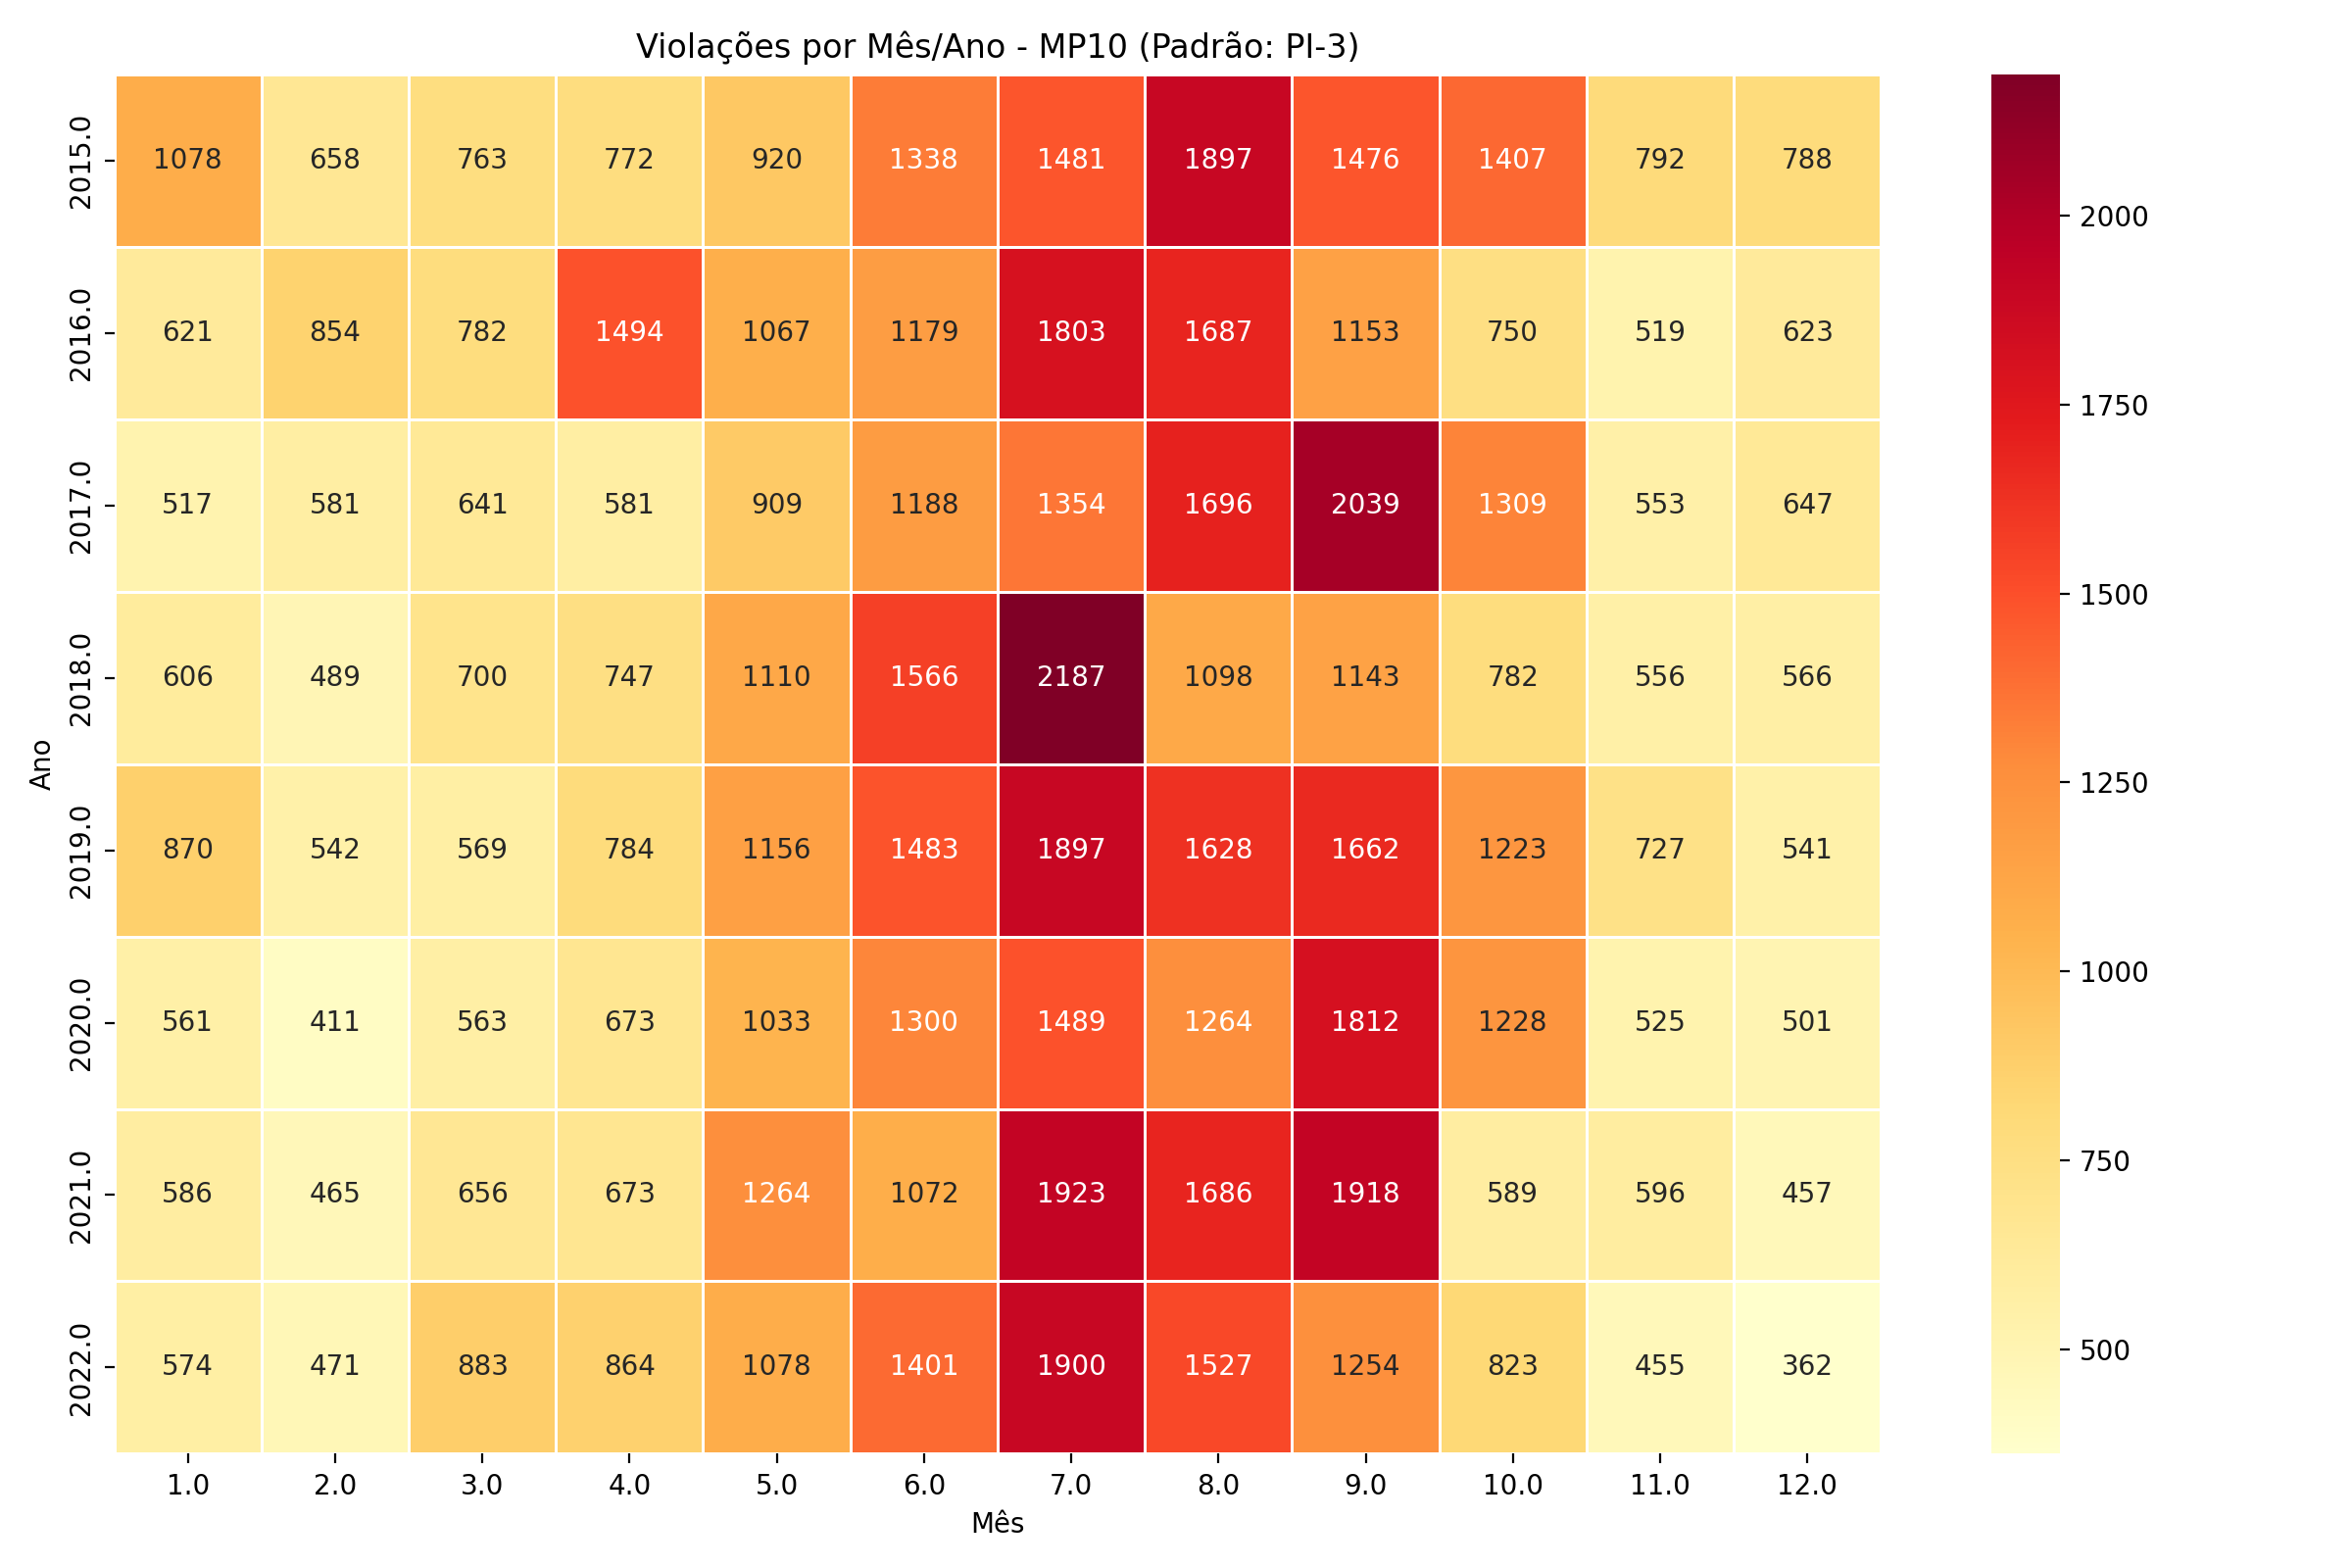 Violações por Mês/Ano - MP10 (Padrão: PI-3)
2015.0 1078 658 763 772 920 1338 1481 1897 1476 1407 792 788
2016.0 621 854 782 1494 1067 1179 1803 1687 1153 750 519 623
2017.0 517 581 641 581 909 1188 1354 1696 2039 1309 553 647
2018.0 606 489 700 747 1110 1566 2187 1098 1143 782 556 566
2019.0 870 542 569 784 1156 1483 1897 1628 1662 1223 727 541
2020.0 561 411 563 673 1033 1300 1489 1264 1812 1228 525 501
2021.0 586 465 656 673 1264 1072 1923 1686 1918 589 596 457
2022.0 574 471 883 864 1078 1401 1900 1527 1254 823 455 362
1.0 2.0 3.0 4.0 5.0 6.0 7.0 8.0 9.0 10.0 11.0 12.0
Mês
Ano
2000
1750
1500
1250
1000
750
500